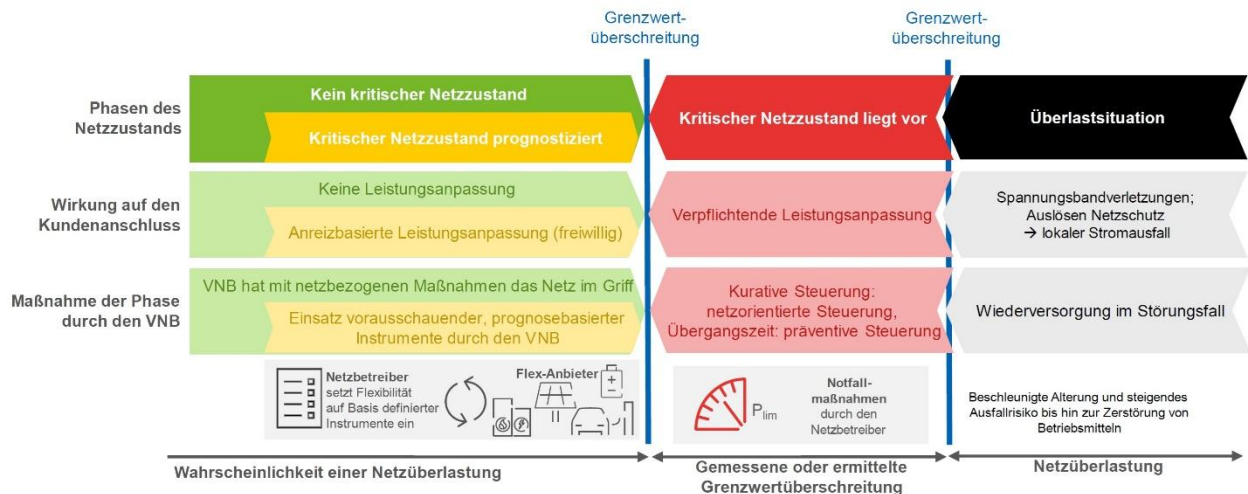 Grenzwert-
überschreitung
Grenzwert-
überschreitung
Phasen des
Netzzustands
Kein kritischer Netzzustand
Kritischer Netzzustand prognostiziert
Kritischer Netzzustand liegt vor
Überlastsituation
Wirkung auf den
Kundenanschluss
Keine Leistungsanpassung
Anreizbasierte Leistungsanpassung (freiwillig)
Verpflichtende Leistungsanpassung
Spannungsbandverletzungen;
Auslösen Netzschutz
→ lokaler Stromausfall
Maßnahme der Phase
durch den VNB
VNB hat mit netzbezogenen Maßnahmen das Netz im Griff
Einsatz vorausschauender, prognosebasierter
Instrumente durch den VNB
Kurative Steuerung:
netzorientierte Steuerung,
Übergangszeit: präventive Steuerung
Wiederversorgung im Störungsfall
Netzbetreiber
setzt Flexibilität
auf Basis definierter
Instrumente ein
Flex-Anbieter
P_lim
Notfall-
maßnahmen
durch den
Netzbetreiber
Beschleunigte Alterung und steigendes
Ausfallrisiko bis hin zur Zerstörung von
Betriebsmitteln
Wahrscheinlichkeit einer Netzüberlastung
Gemessene oder ermittelte
Grenzwertüberschreitung
Netzüberlastung